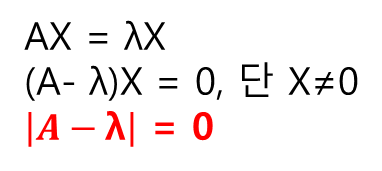 AX = λX
(A- λ)X = 0, 단 X≠0
|A − λ| = 0